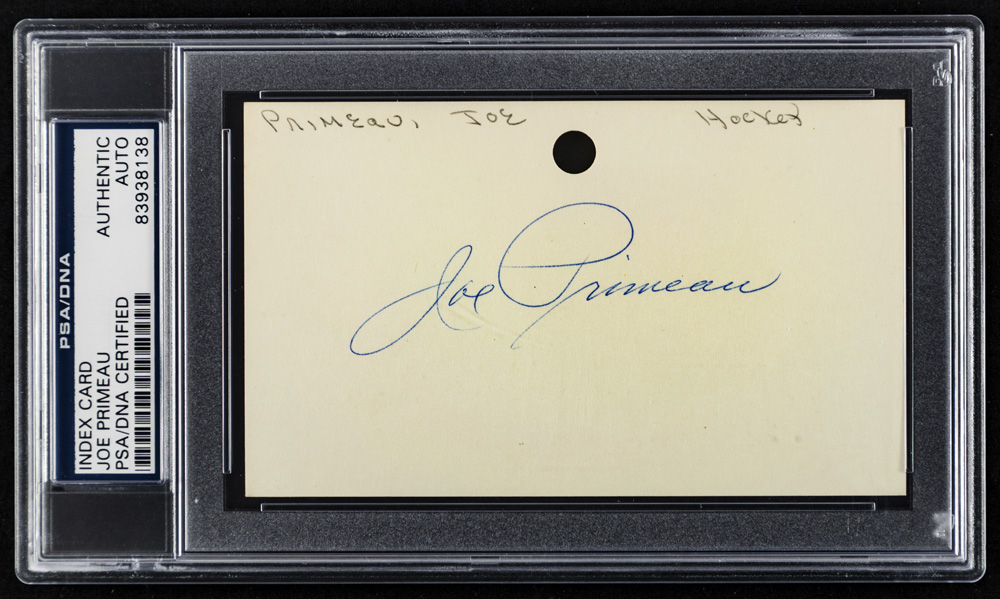 PSA/DNA
INDEX CARD
JOE PRIMEAU
PSA/DNA CERTIFIED
AUTHENTIC
AUTO
83938138
PRIMEAU, JOE Hockey
Joe Primeau